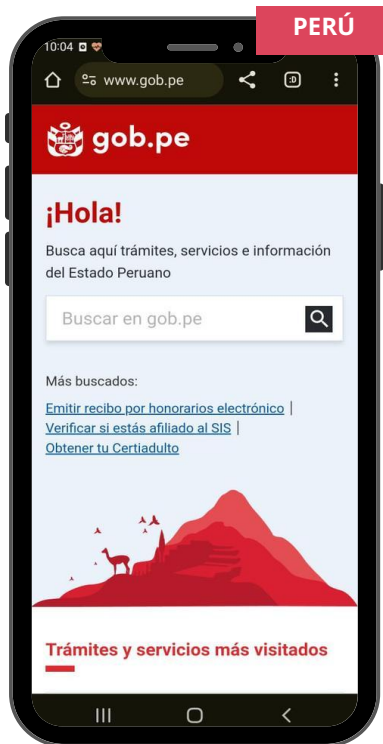 PERÚ
10:04
www.gob.pe
:D
gob.pe
¡Hola!
Busca aquí trámites, servicios e información
del Estado Peruano
Buscar en gob.pe
Más buscados:
Emitir recibo por honorarios electrónico |
Verificar si estás afiliado al SIS |
Obtener tu Certiadulto
Trámites y servicios más visitados